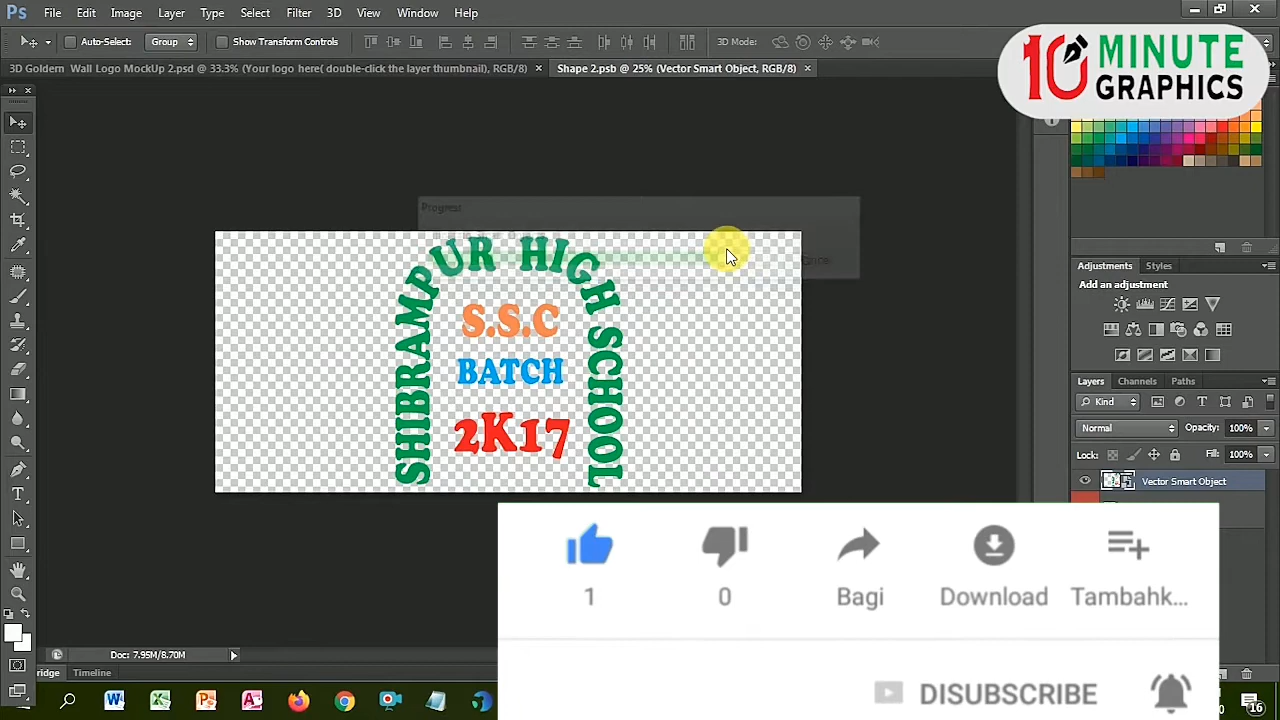 Ps File Edit Image Layer Type Select Filter 3D View Window Help
Auto-Select: Group Show Transform Contr 3D Mode:
10 MINUTE
GRAPHICS
3D Goldern Wall Logo MockUp 2.psd @ 33.3% (Your logo here( double- the layer thumbnail), RGB/8) Shape 2.psb @ 25% (Vector Smart Object, RGB/8)
Progress
SHIBRAMPUR HIGH SCHOOL
S.S.C
BATCH
2K17
Adjustments Styles
Add an adjustment
Layers Channels Paths
Kind
Normal Opacity: 100%
Lock: Fill: 100%
Vector Smart Object
1 0 Bagi Download Tambahk...
DISUBSCRIBE
Doc: 7.95M/8.70M
ridge Timeline
16